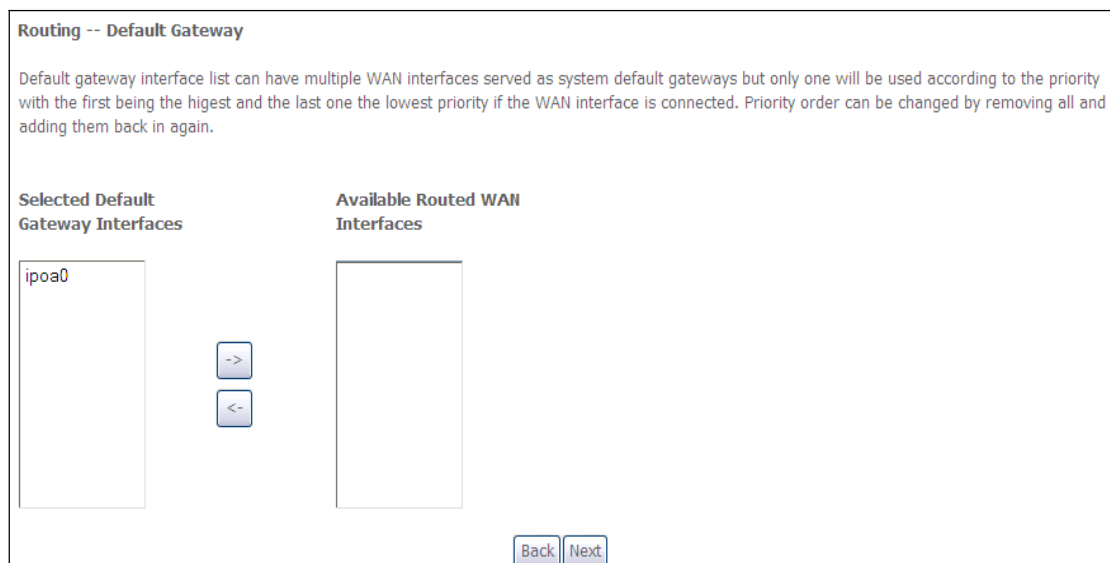 Routing -- Default Gateway
Default gateway interface list can have multiple WAN interfaces served as system default gateways but only one will be used according to the priority
with the first being the higest and the last one the lowest priority if the WAN interface is connected. Priority order can be changed by removing all and
adding them back in again.
Selected Default
Gateway Interfaces
Available Routed WAN
Interfaces
ipoa0
->
<-
Back Next